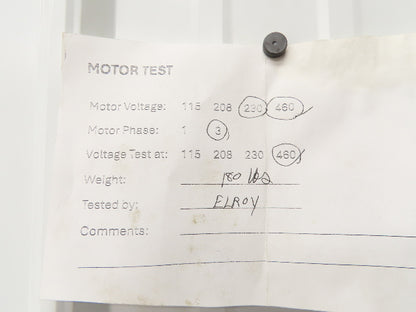 MOTOR TEST
Motor Voltage: 115 208 230 460
Motor Phase: 1 3
Voltage Test at: 115 208 230 460
Weight: 180 lbs
Tested by: ELROY
Comments: